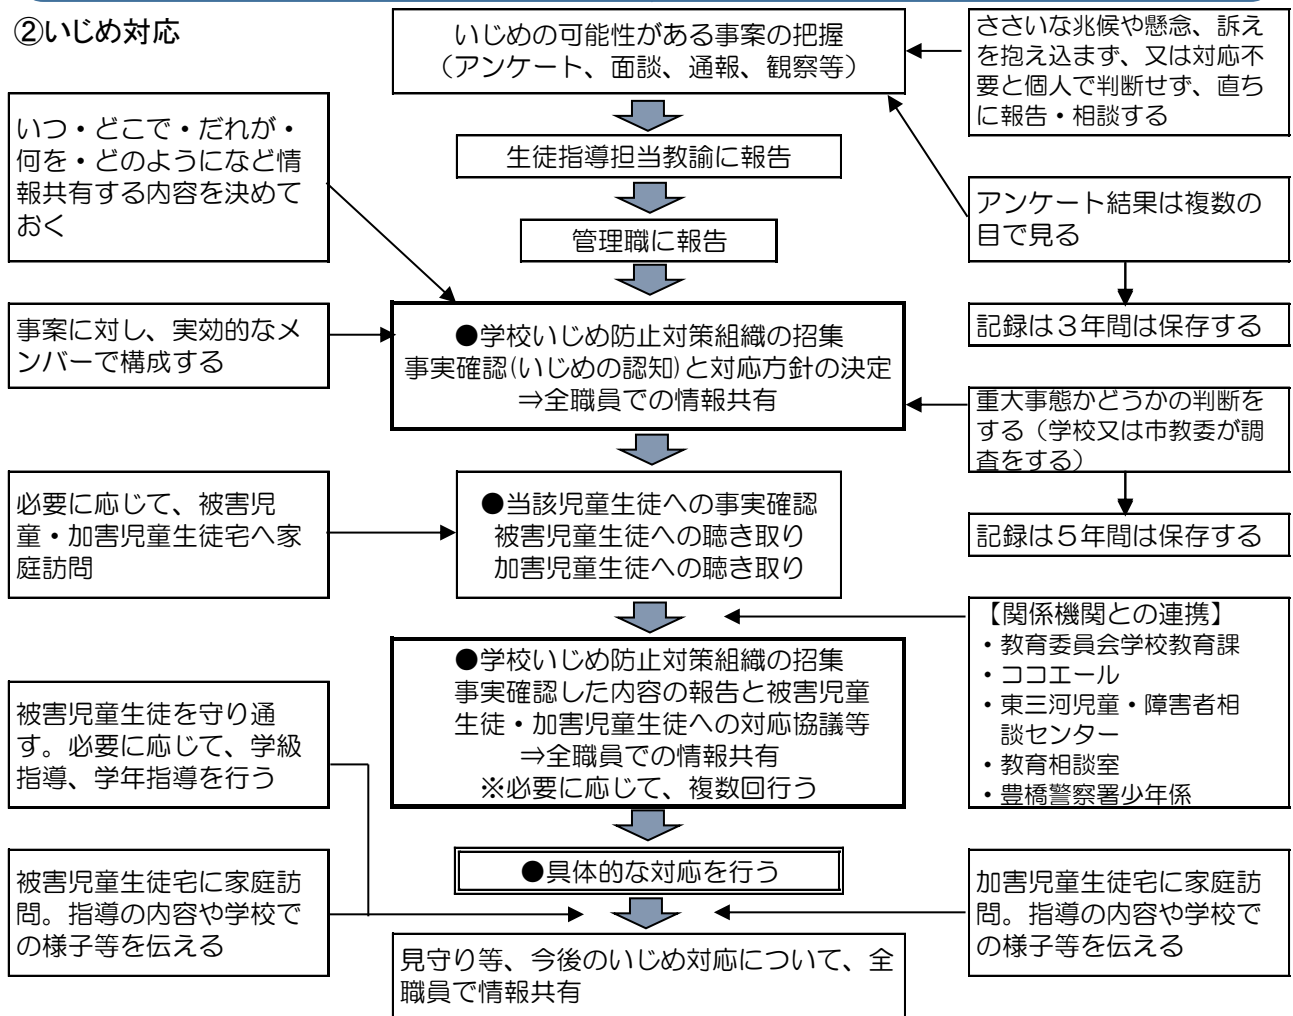 ②いじめ対応
いじめの可能性がある事案の把握
（アンケート、面談、通報、観察等）
ささいな兆候や懸念、訴え
を抱え込まず、又は対応不
要と個人で判断せず、直ち
に報告・相談する
いつ・どこで・だれが・
何を・どのようになど情
報共有する内容を決めて
おく
生徒指導担当教諭に報告
アンケート結果は複数の
目で見る
管理職に報告
記録は３年間は保存する
事案に対し、実効的なメ
ンバーで構成する
●学校いじめ防止対策組織の招集
事実確認(いじめの認知)と対応方針の決定
⇒全職員での情報共有
重大事態かどうかの判断を
する（学校又は市教委が調
査をする）
記録は５年間は保存する
必要に応じて、被害児
童・加害児童生徒宅へ家
庭訪問
●当該児童生徒への事実確認
被害児童生徒への聴き取り
加害児童生徒への聴き取り
【関係機関との連携】
・教育委員会学校教育課
・ココエール
・東三河児童・障害者相
談センター
・教育相談室
・豊橋警察署少年係
●学校いじめ防止対策組織の招集
事実確認した内容の報告と被害児童
生徒・加害児童生徒への対応協議等
⇒全職員での情報共有
※必要に応じて、複数回行う
被害児童生徒を守り通
す。必要に応じて、学級
指導、学年指導を行う
●具体的な対応を行う
被害児童生徒宅に家庭訪
問。指導の内容や学校で
の様子等を伝える
加害児童生徒宅に家庭訪
問。指導の内容や学校で
の様子等を伝える
見守り等、今後のいじめ対応について、全
職員で情報共有